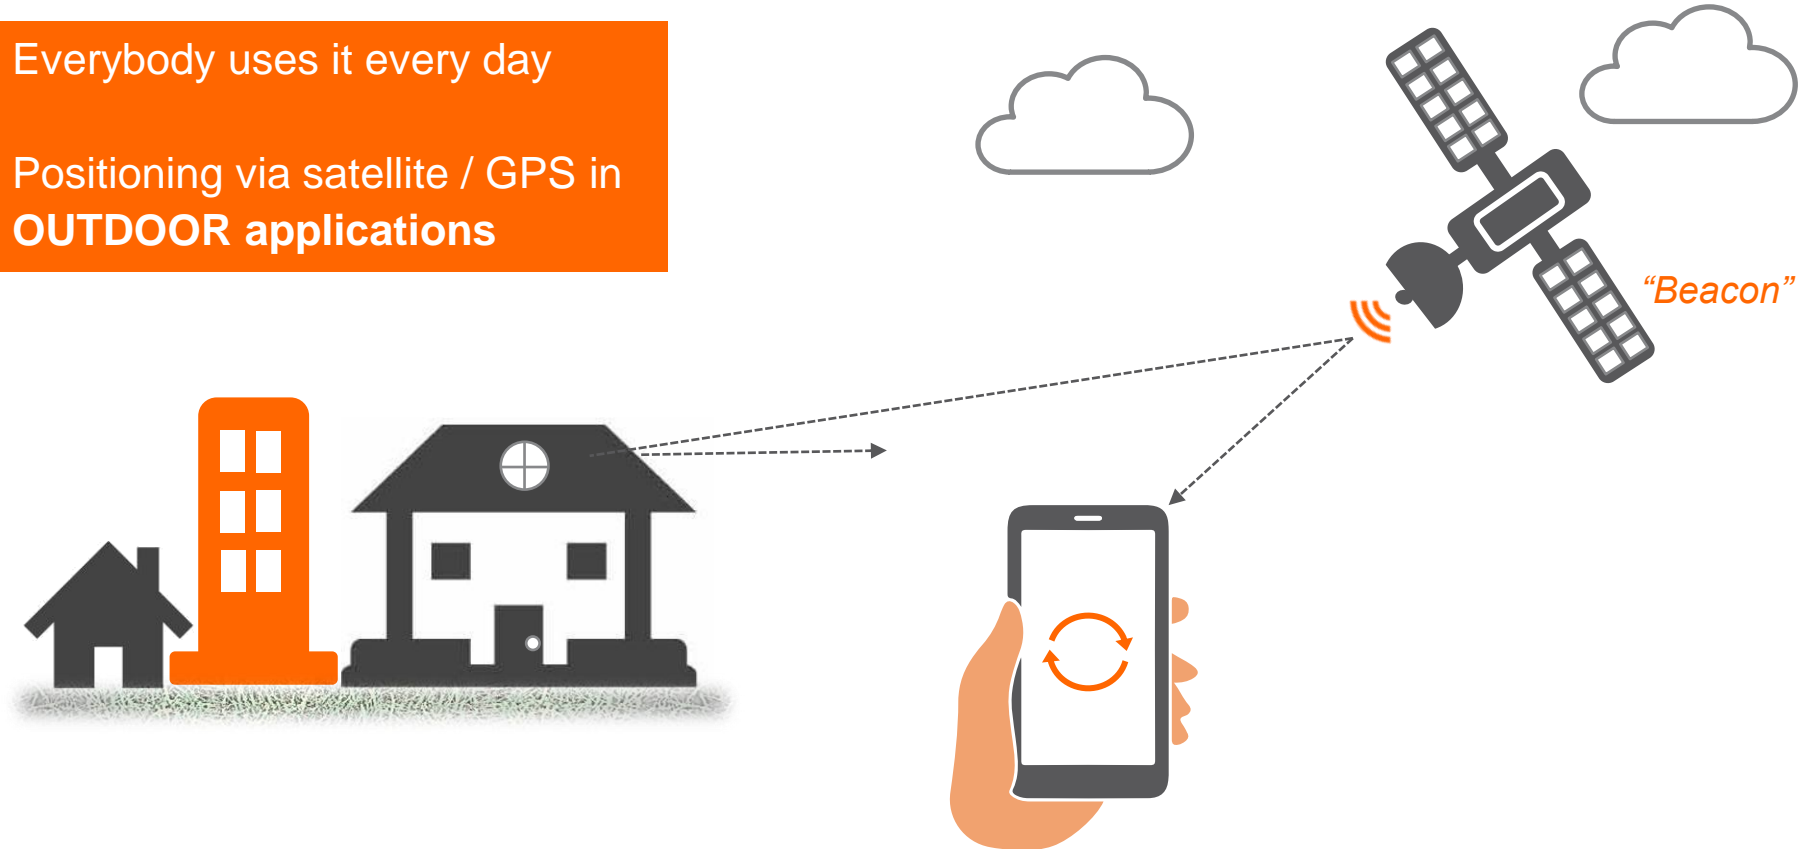 Everybody uses it every day
Positioning via satellite / GPS in
OUTDOOR applications
“Beacon”